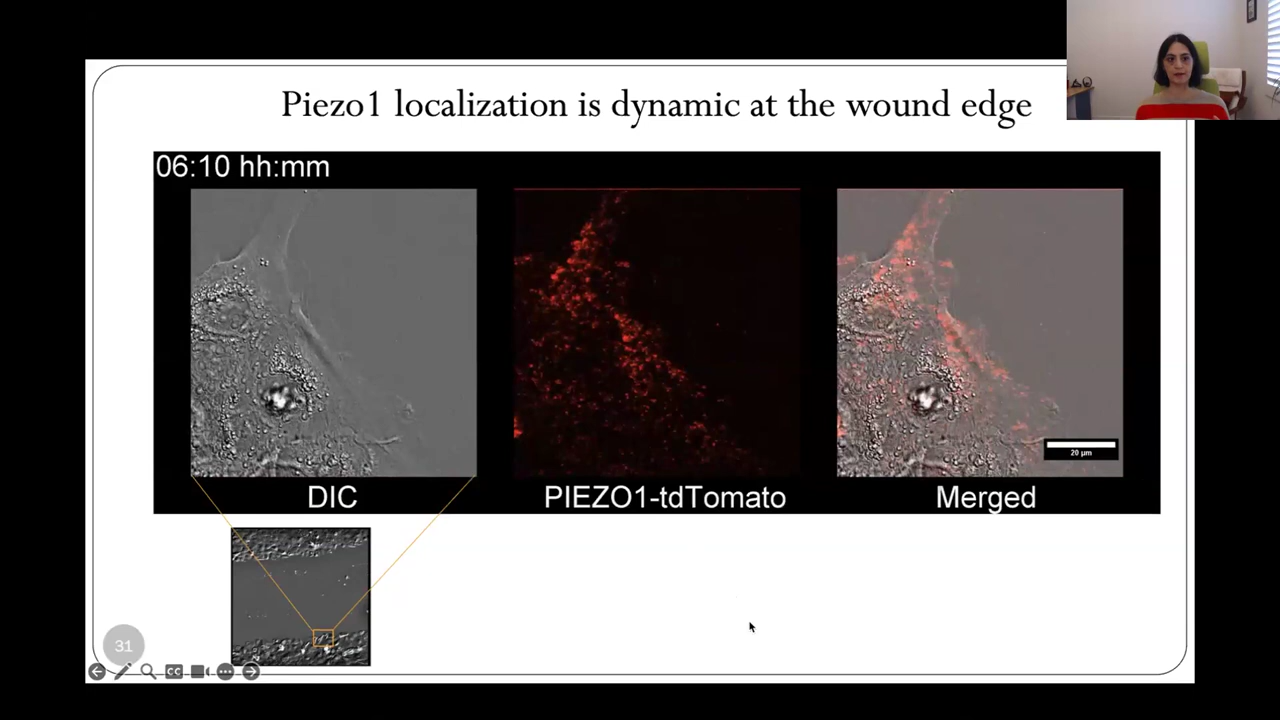 Piezo1 localization is dynamic at the wound edge
06:10 hh:mm
20 µm
DIC
PIEZO1-tdTomato
Merged
31
CC